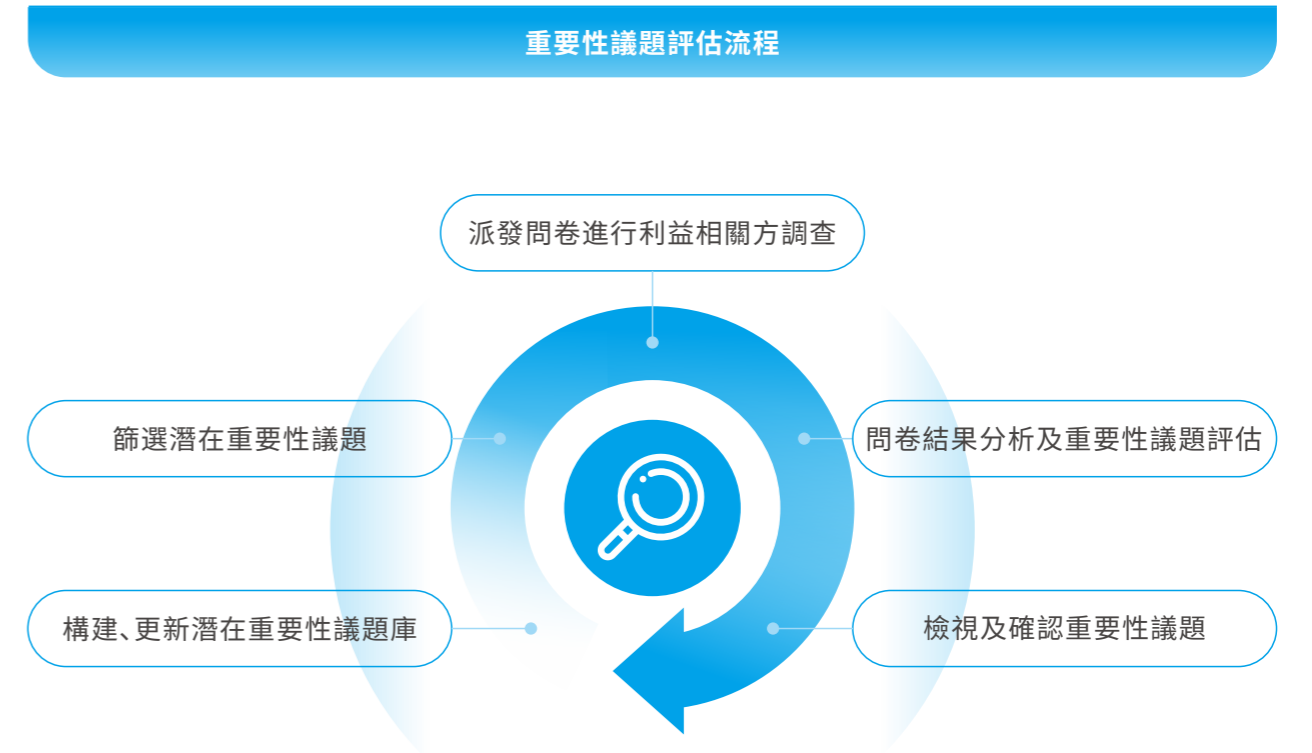 重要性議題評估流程
派發問卷進行利益相關方調查
篩選潛在重要性議題
問卷結果分析及重要性議題評估
構建、更新潛在重要性議題庫
檢視及確認重要性議題